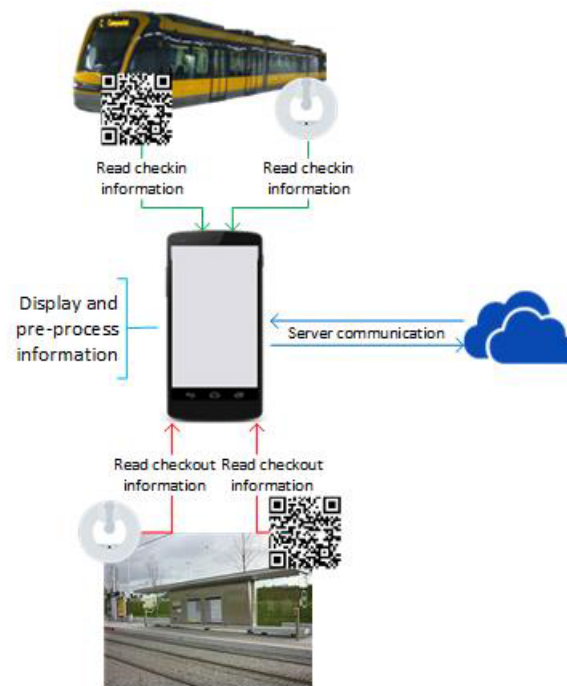 Read checkin
information
Read checkin
information
Display and
pre-process
information
Server communication
Read checkout
information
Read checkout
information